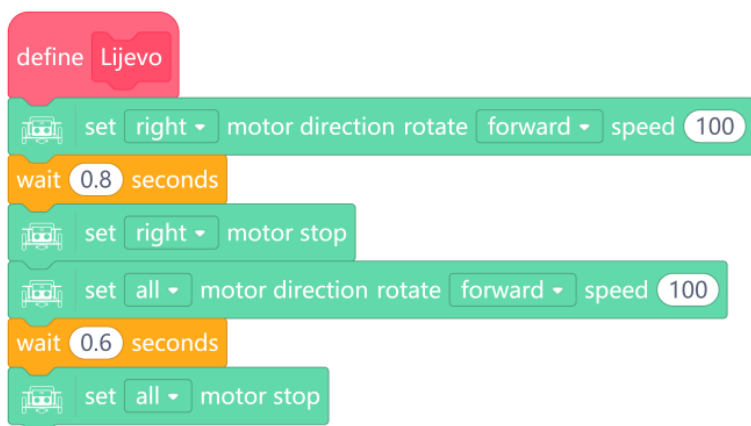 define Lijevo
set right motor direction rotate forward speed 100
wait 0.8 seconds
set right motor stop
set all motor direction rotate forward speed 100
wait 0.6 seconds
set all motor stop